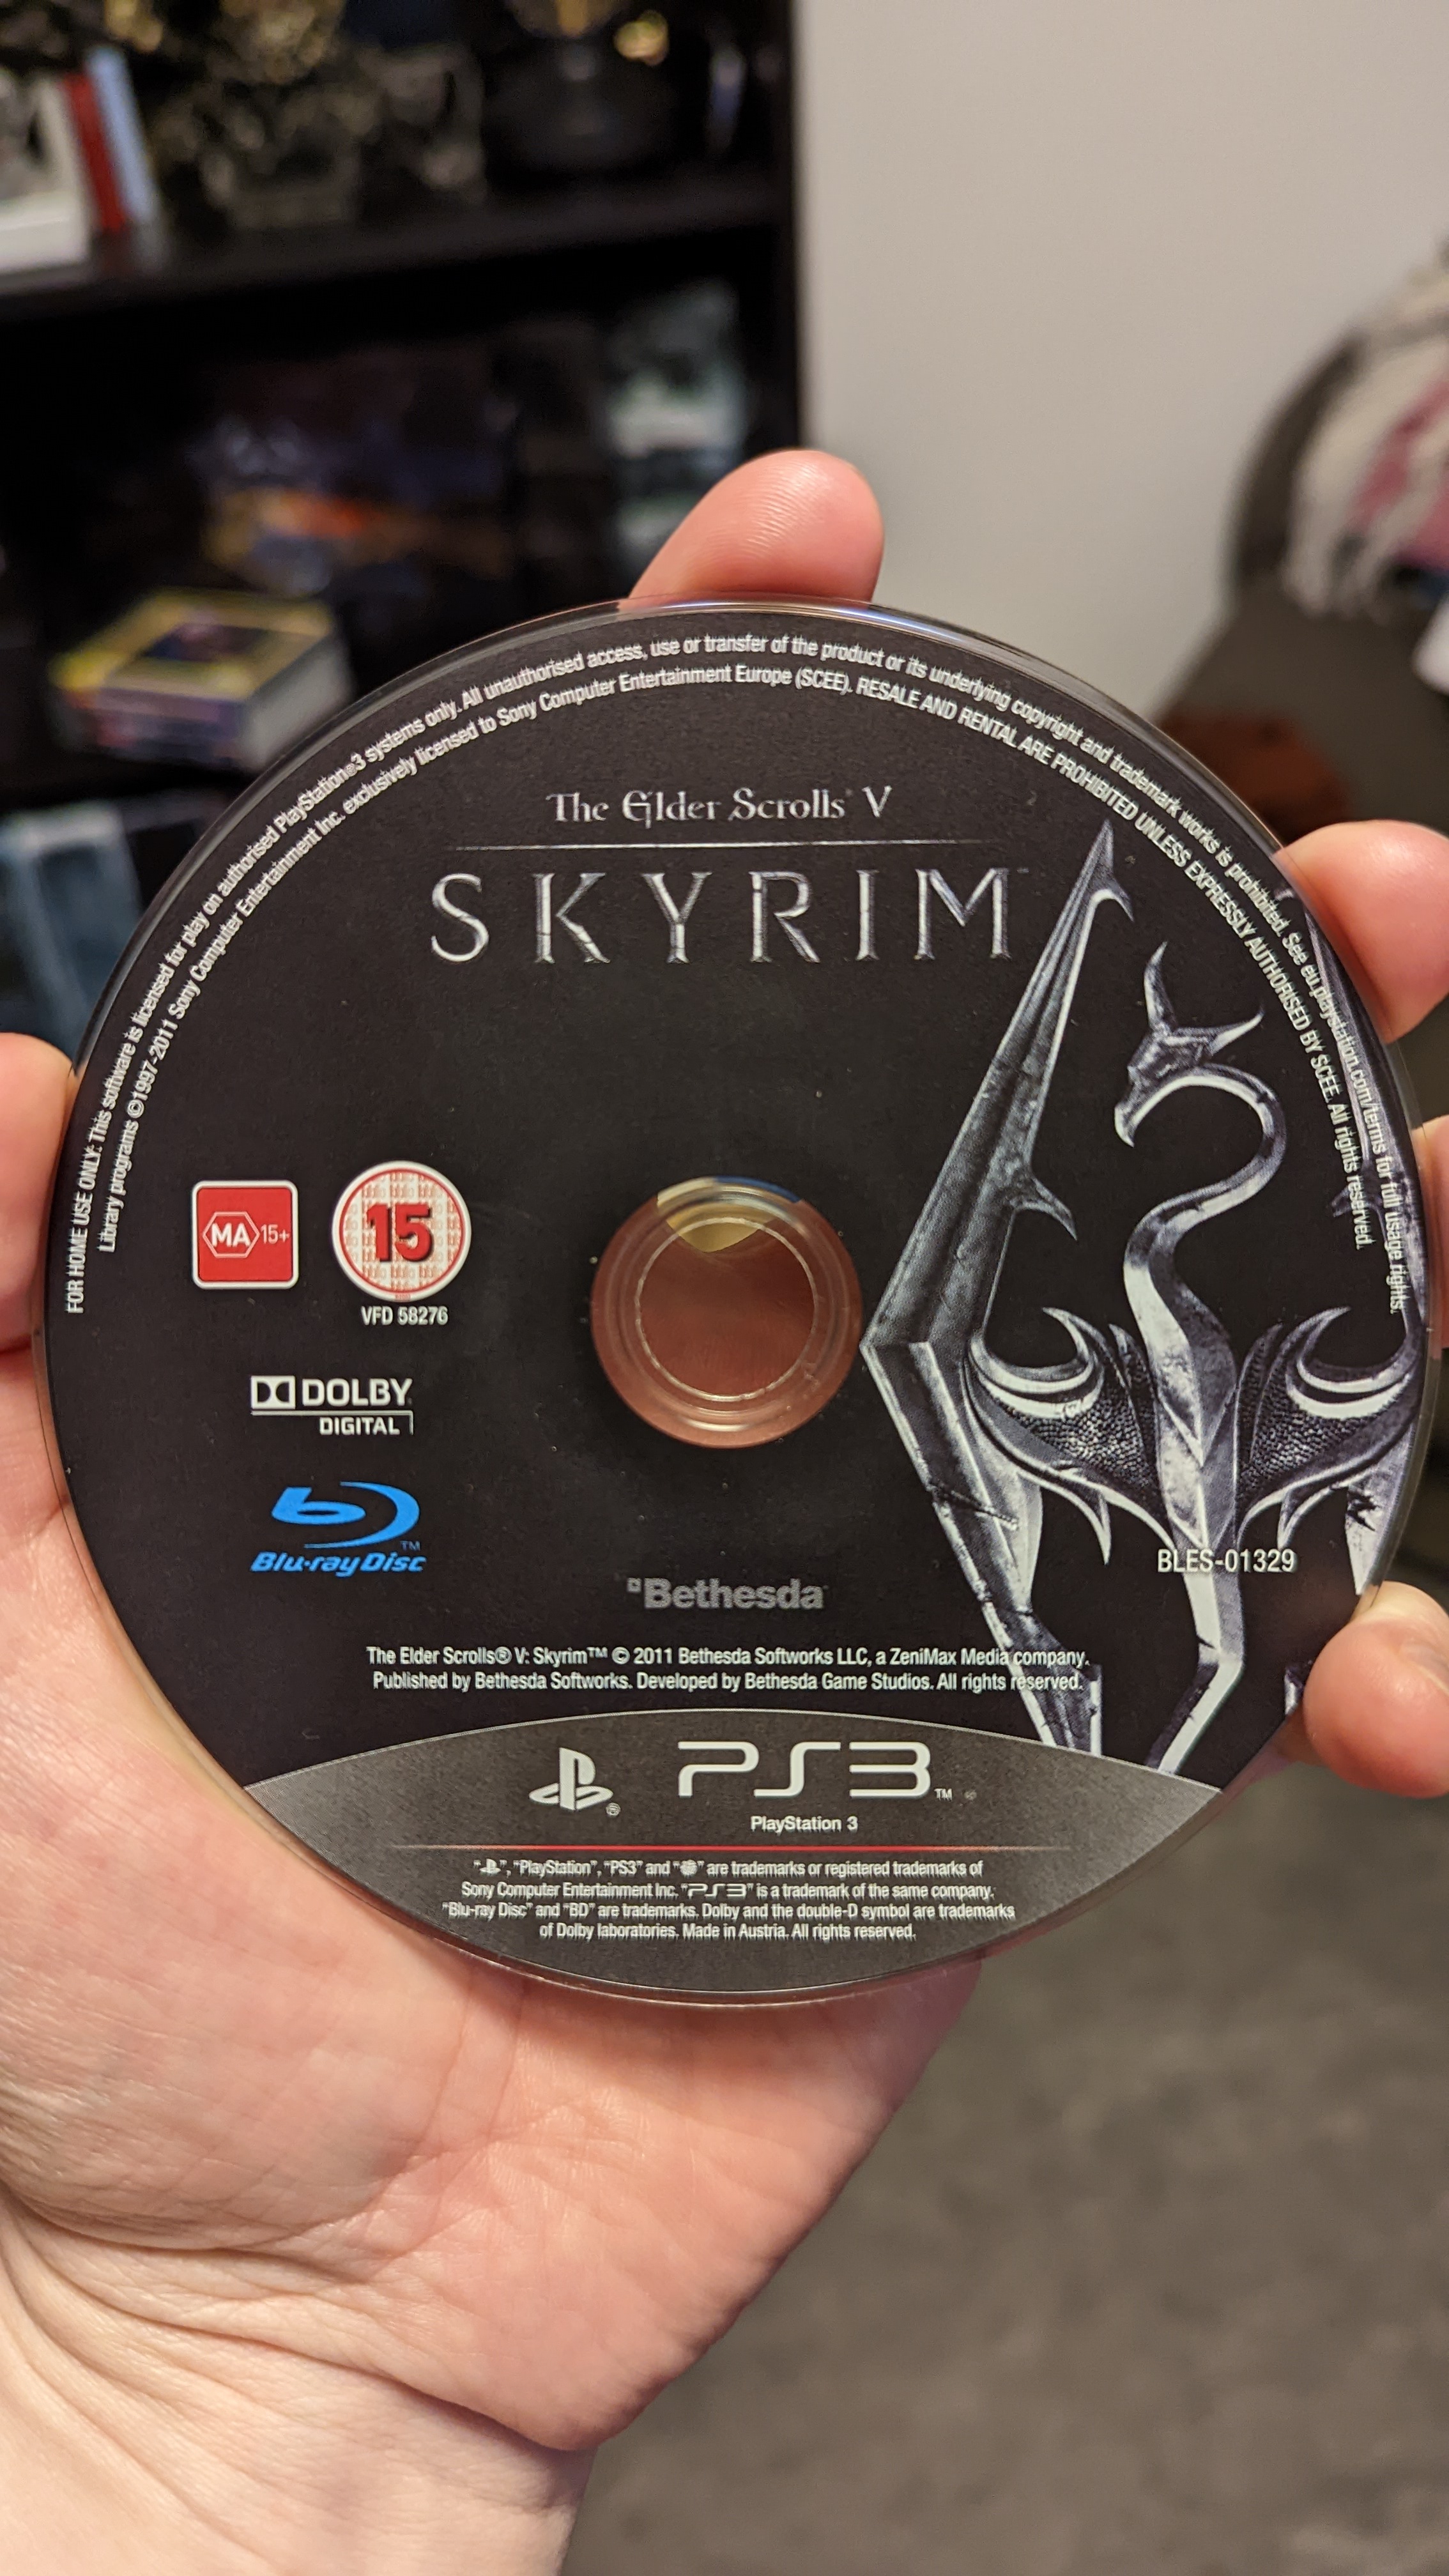 FOR HOME USE ONLY: This software is licensed for play on authorised PlayStation®3 systems only. All unauthorised access, use or transfer of the product or its underlying copyright and trademark works is prohibited. See eu.playstation.com/terms for full usage rights.
Library programs ©1997-2011 Sony Computer Entertainment Inc. exclusively licensed to Sony Computer Entertainment Europe (SCEE). RESALE AND RENTAL ARE PROHIBITED UNLESS EXPRESSLY AUTHORISED BY SCEE. All rights reserved.
The Elder Scrolls® V
SKYRIM™
MA 15+
15
VFD 58276
DOLBY
DIGITAL
Blu-ray Disc™
BLES-01329
Bethesda
The Elder Scrolls® V: Skyrim™ © 2011 Bethesda Softworks LLC, a ZeniMax Media company.
Published by Bethesda Softworks. Developed by Bethesda Game Studios. All rights reserved.
PS3™
PlayStation 3
“ ”, “PlayStation”, “PS3” and “ ” are trademarks or registered trademarks of
Sony Computer Entertainment Inc. “PS3” is a trademark of the same company.
“Blu-ray Disc” and “BD” are trademarks. Dolby and the double-D symbol are trademarks
of Dolby laboratories. Made in Austria. All rights reserved.